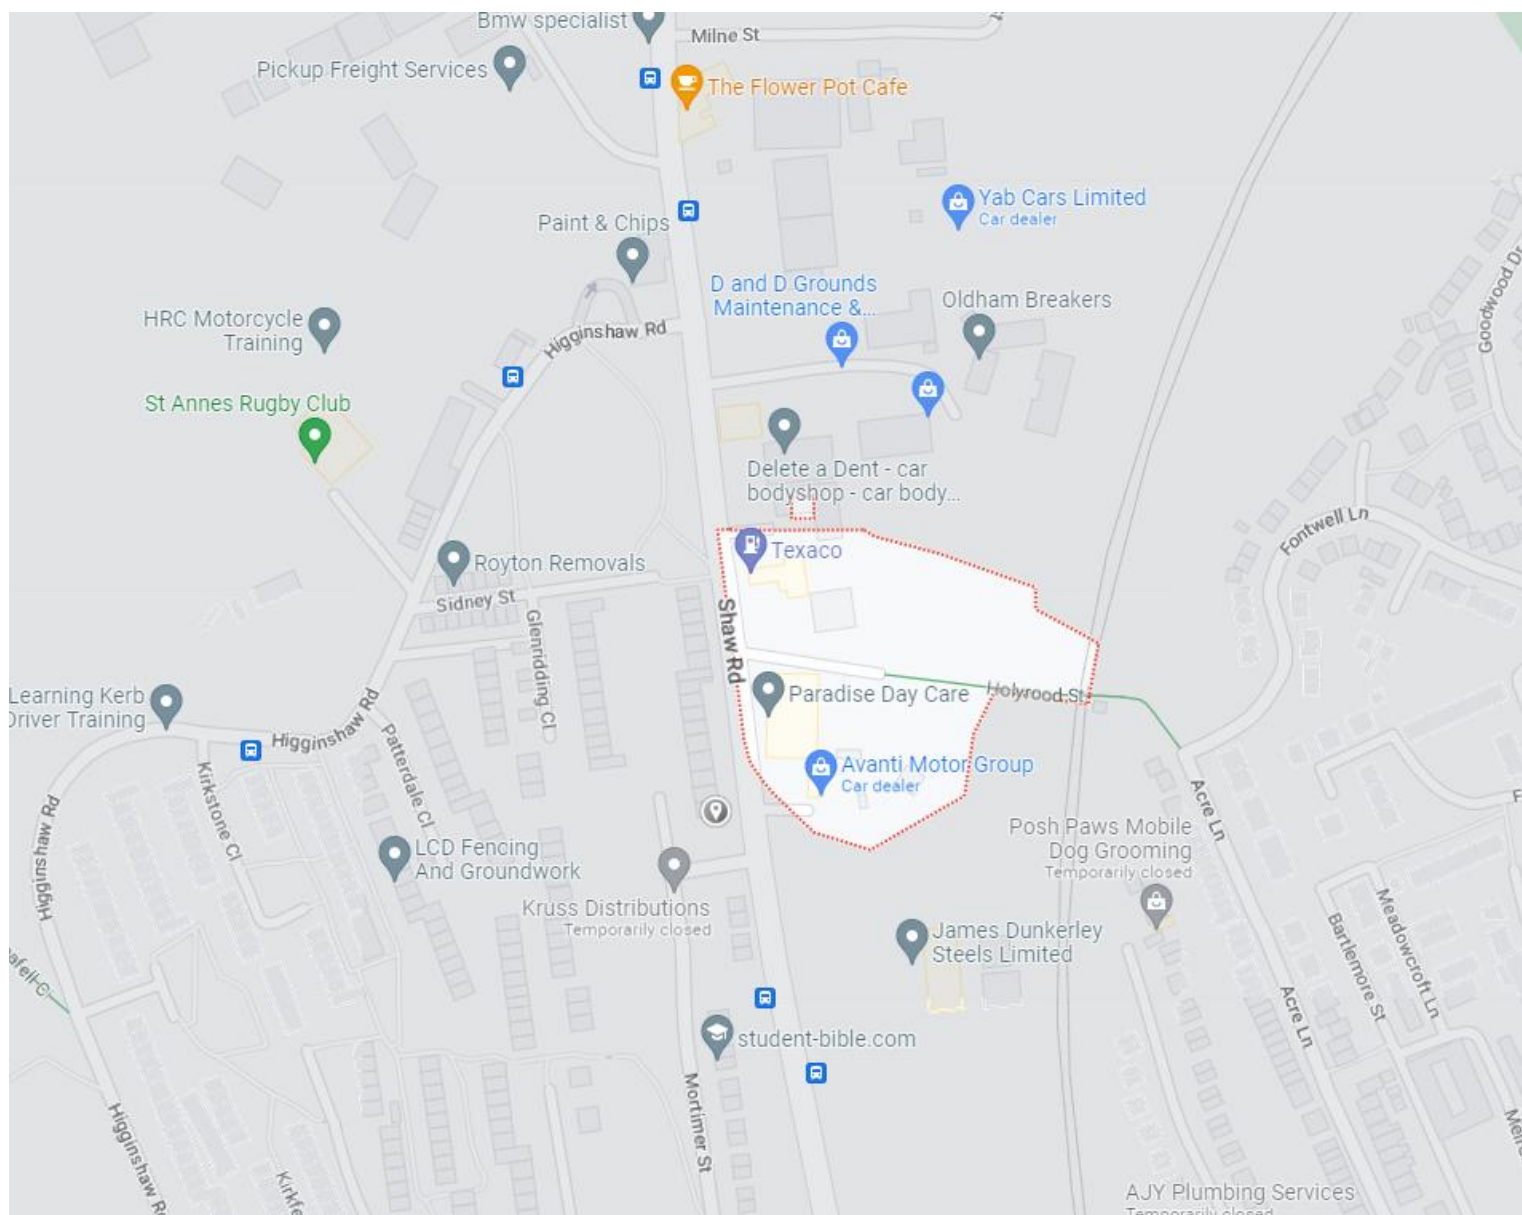 Bmw specialist
Milne St
Pickup Freight Services
The Flower Pot Cafe
Yab Cars Limited
Car dealer
Paint & Chips
D and D Grounds
Maintenance &...
Oldham Breakers
HRC Motorcycle
Training
Higginshaw Rd
Goodwood Dr
St Annes Rugby Club
Delete a Dent - car
bodyshop - car body...
Fontwell Ln
Texaco
Royton Removals
Sidney St
Glenridding Cl
Shaw Rd
Holyrood St
Paradise Day Care
Learning Kerb
Driver Training
Higginshaw Rd
Patterdale Cl
Kirkstone Cl
Avanti Motor Group
Car dealer
Acre Ln
Higginshaw Rd
Posh Paws Mobile
Dog Grooming
Temporarily closed
LCD Fencing
And Groundwork
Kruss Distributions
Temporarily closed
James Dunkerley
Steels Limited
Bartlemore St
Meadowcroft Ln
Acre Ln
student-bible.com
Mortimer St
Higginshaw Rd
AJY Plumbing Services
Temporarily closed